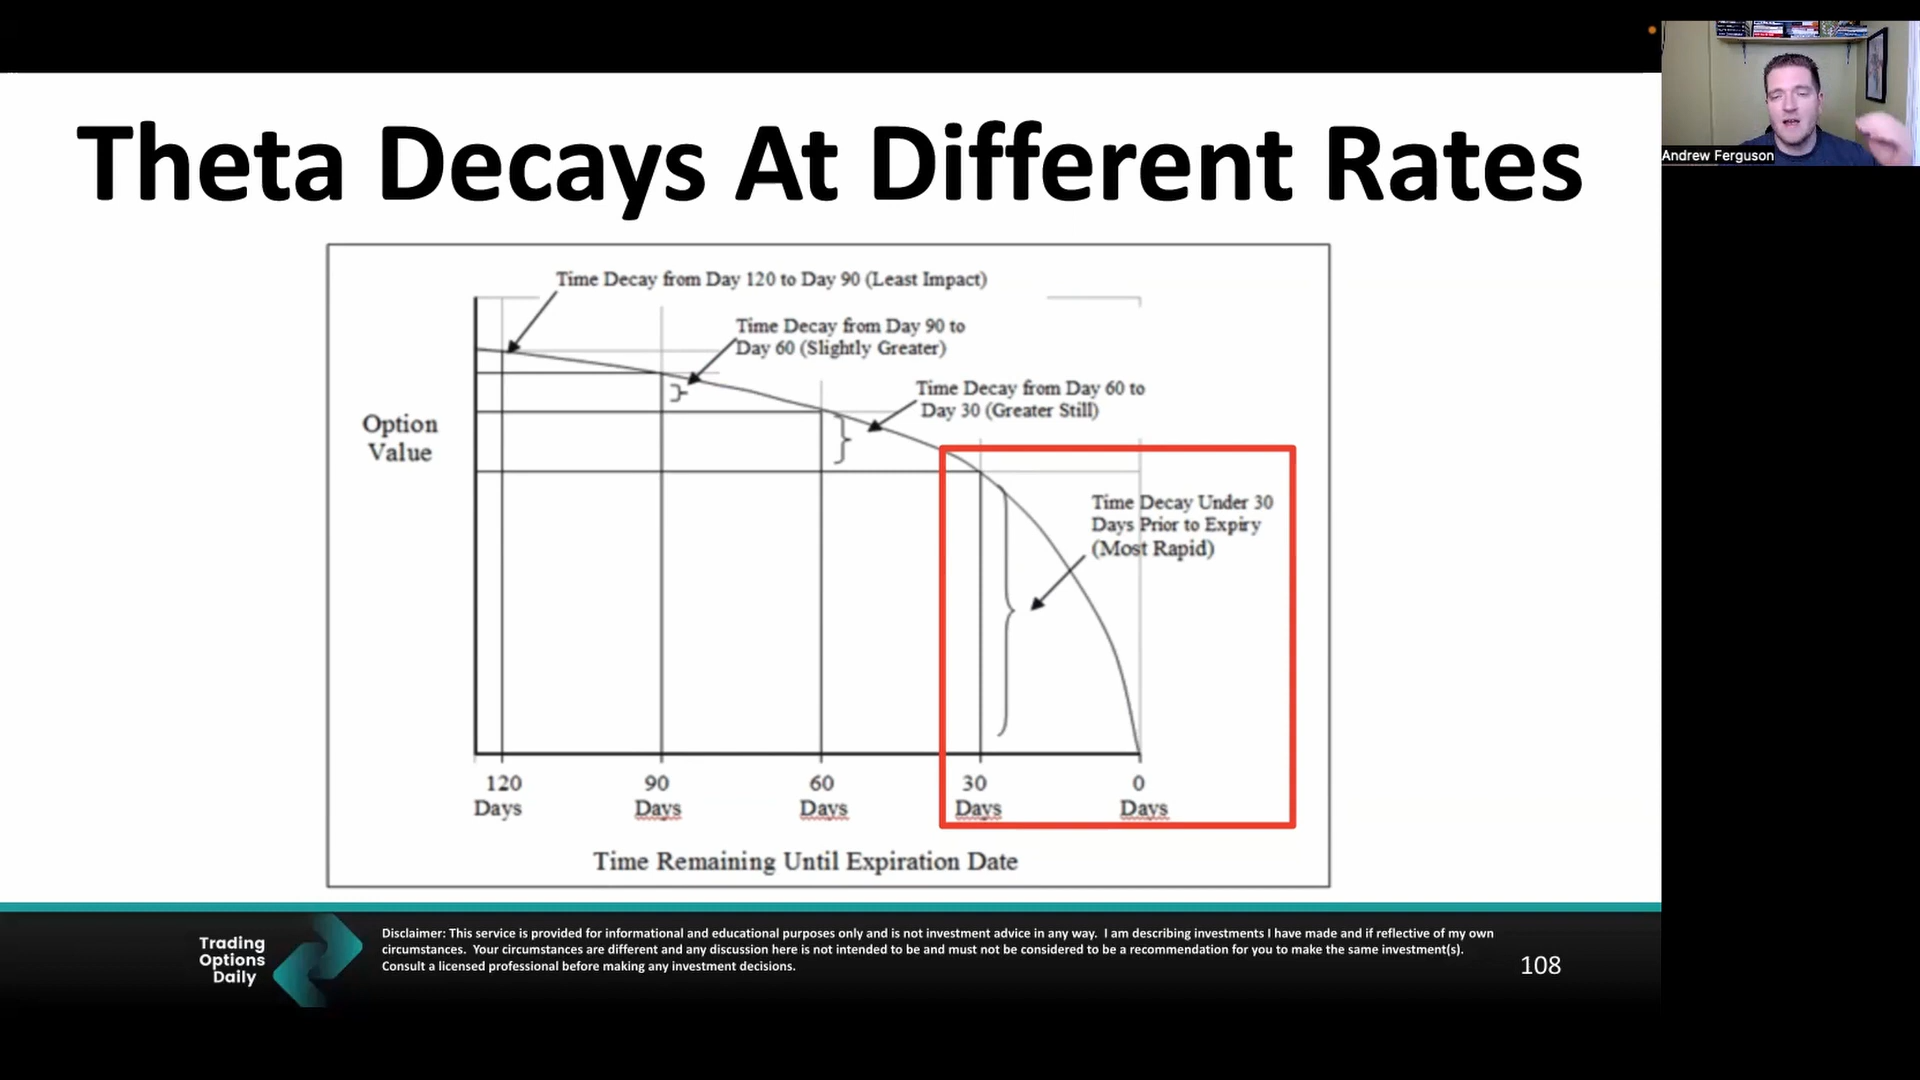 Andrew Ferguson
Theta Decays At Different Rates
Time Decay from Day 120 to Day 90 (Least Impact)
Time Decay from Day 90 to
Day 60 (Slightly Greater)
Time Decay from Day 60 to
Day 30 (Greater Still)
Option
Value
Time Decay Under 30
Days Prior to Expiry
(Most Rapid)
120
Days
90
Days
60
Days
30
Days
0
Days
Time Remaining Until Expiration Date
Trading
Options
Daily
Disclaimer: This service is provided for informational and educational purposes only and is not investment advice in any way.  I am describing investments I have made and if reflective of my own
circumstances.  Your circumstances are different and any discussion here is not intended to be and must not be considered to be a recommendation for you to make the same investment(s).
Consult a licensed professional before making any investment decisions.
108